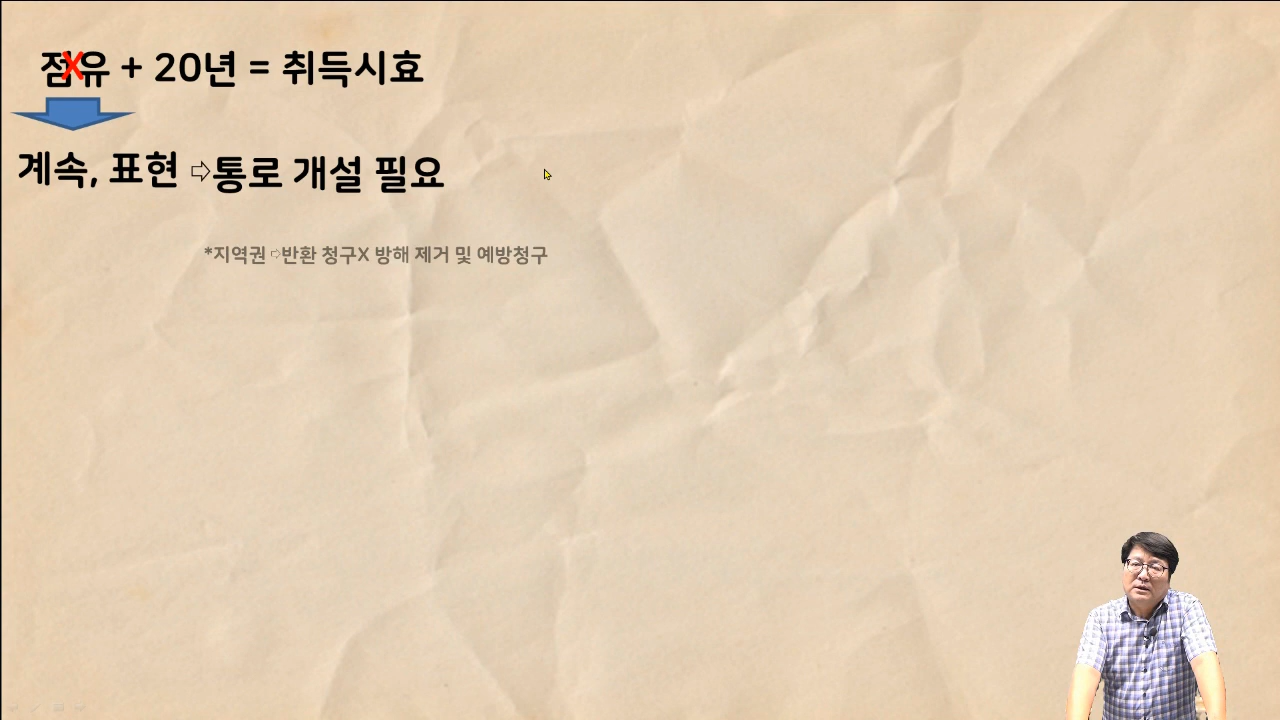 점유 + 20년 = 취득시효
X
계속, 표현 ⇨통로 개설 필요
*지역권 ⇨반환 청구X 방해 제거 및 예방청구